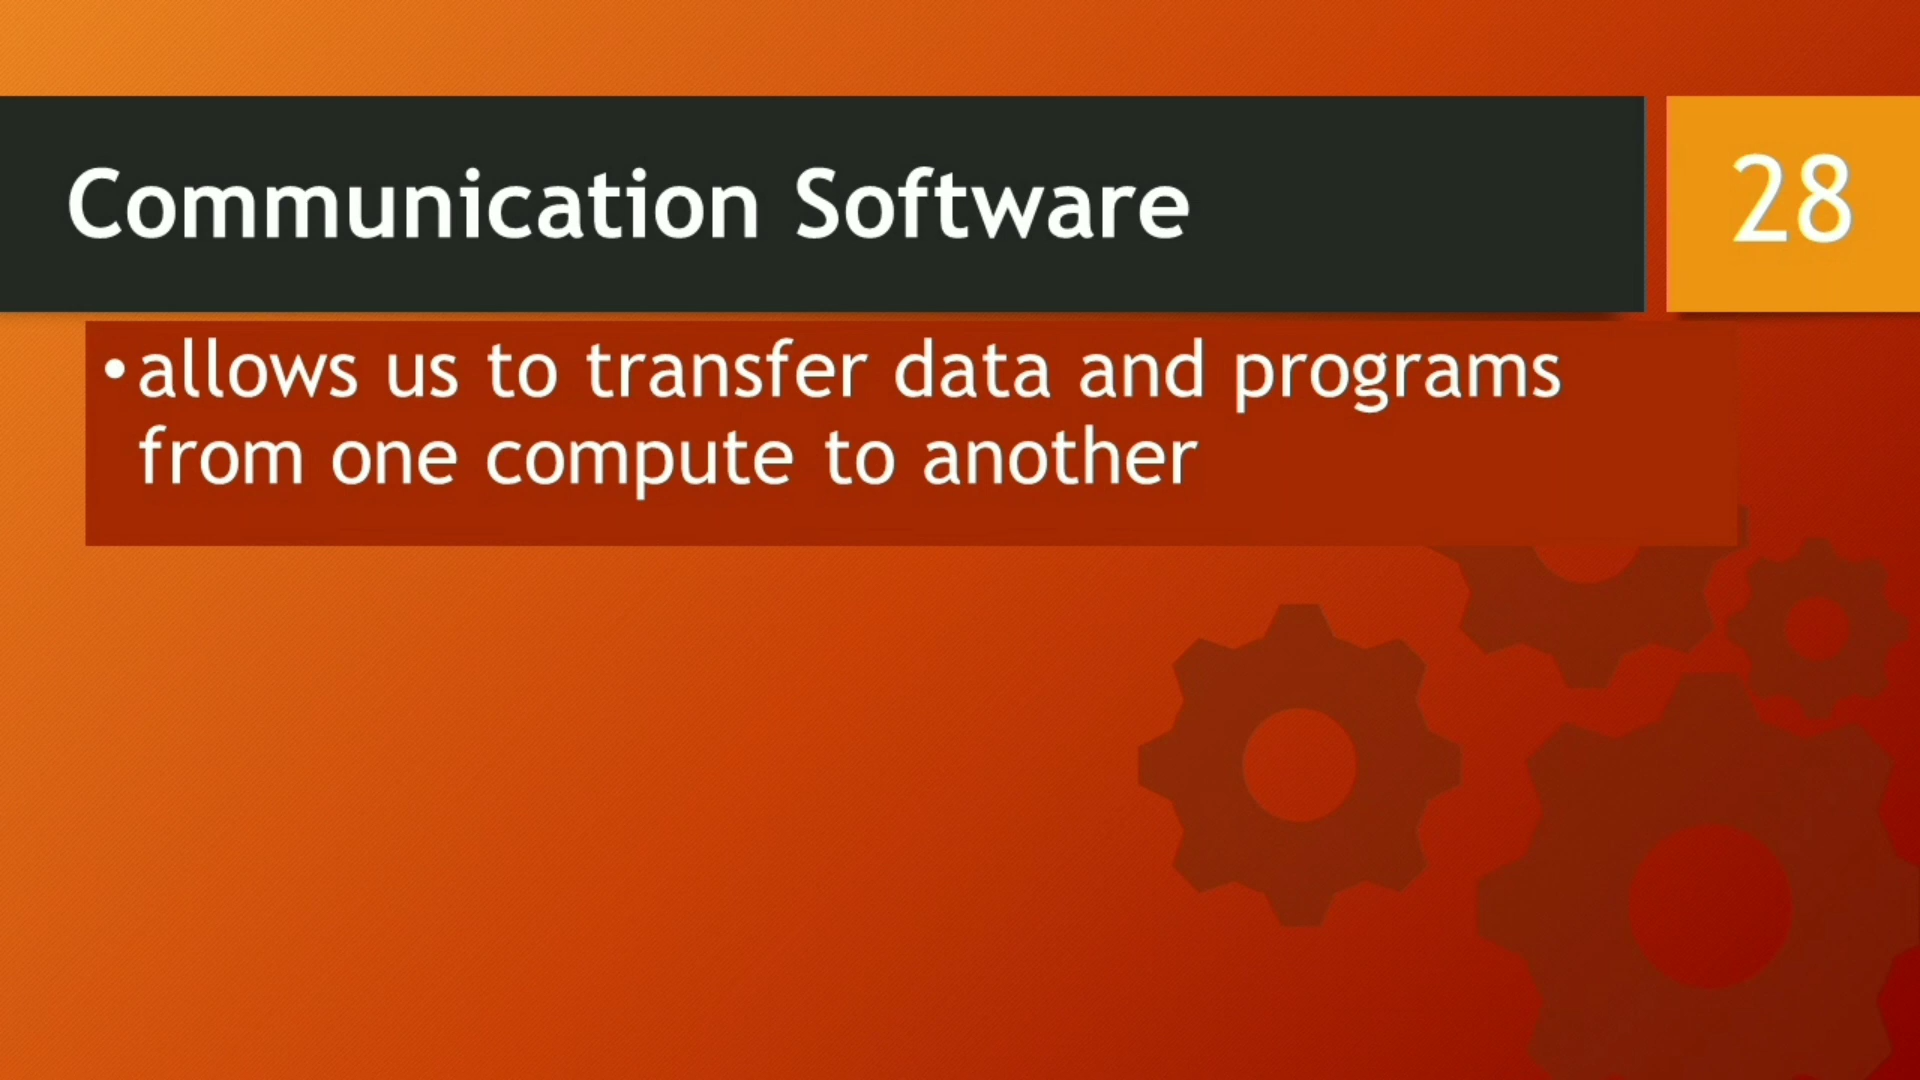 Communication Software
28
•allows us to transfer data and programs
from one compute to another